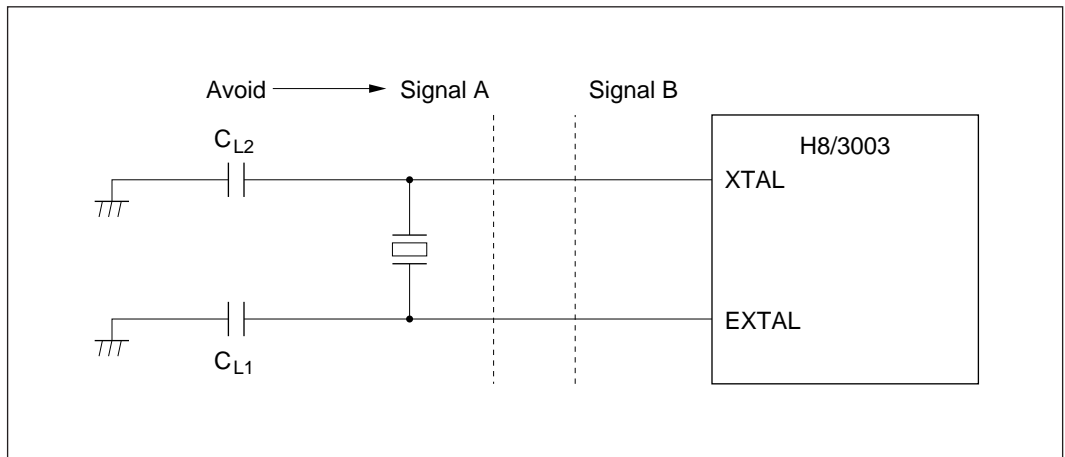 Avoid
Signal A
Signal B
CL2
H8/3003
XTAL
EXTAL
CL1